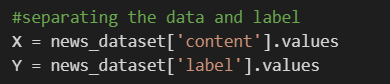 #separating the data and label
X = news_dataset['content'].values
Y = news_dataset['label'].values